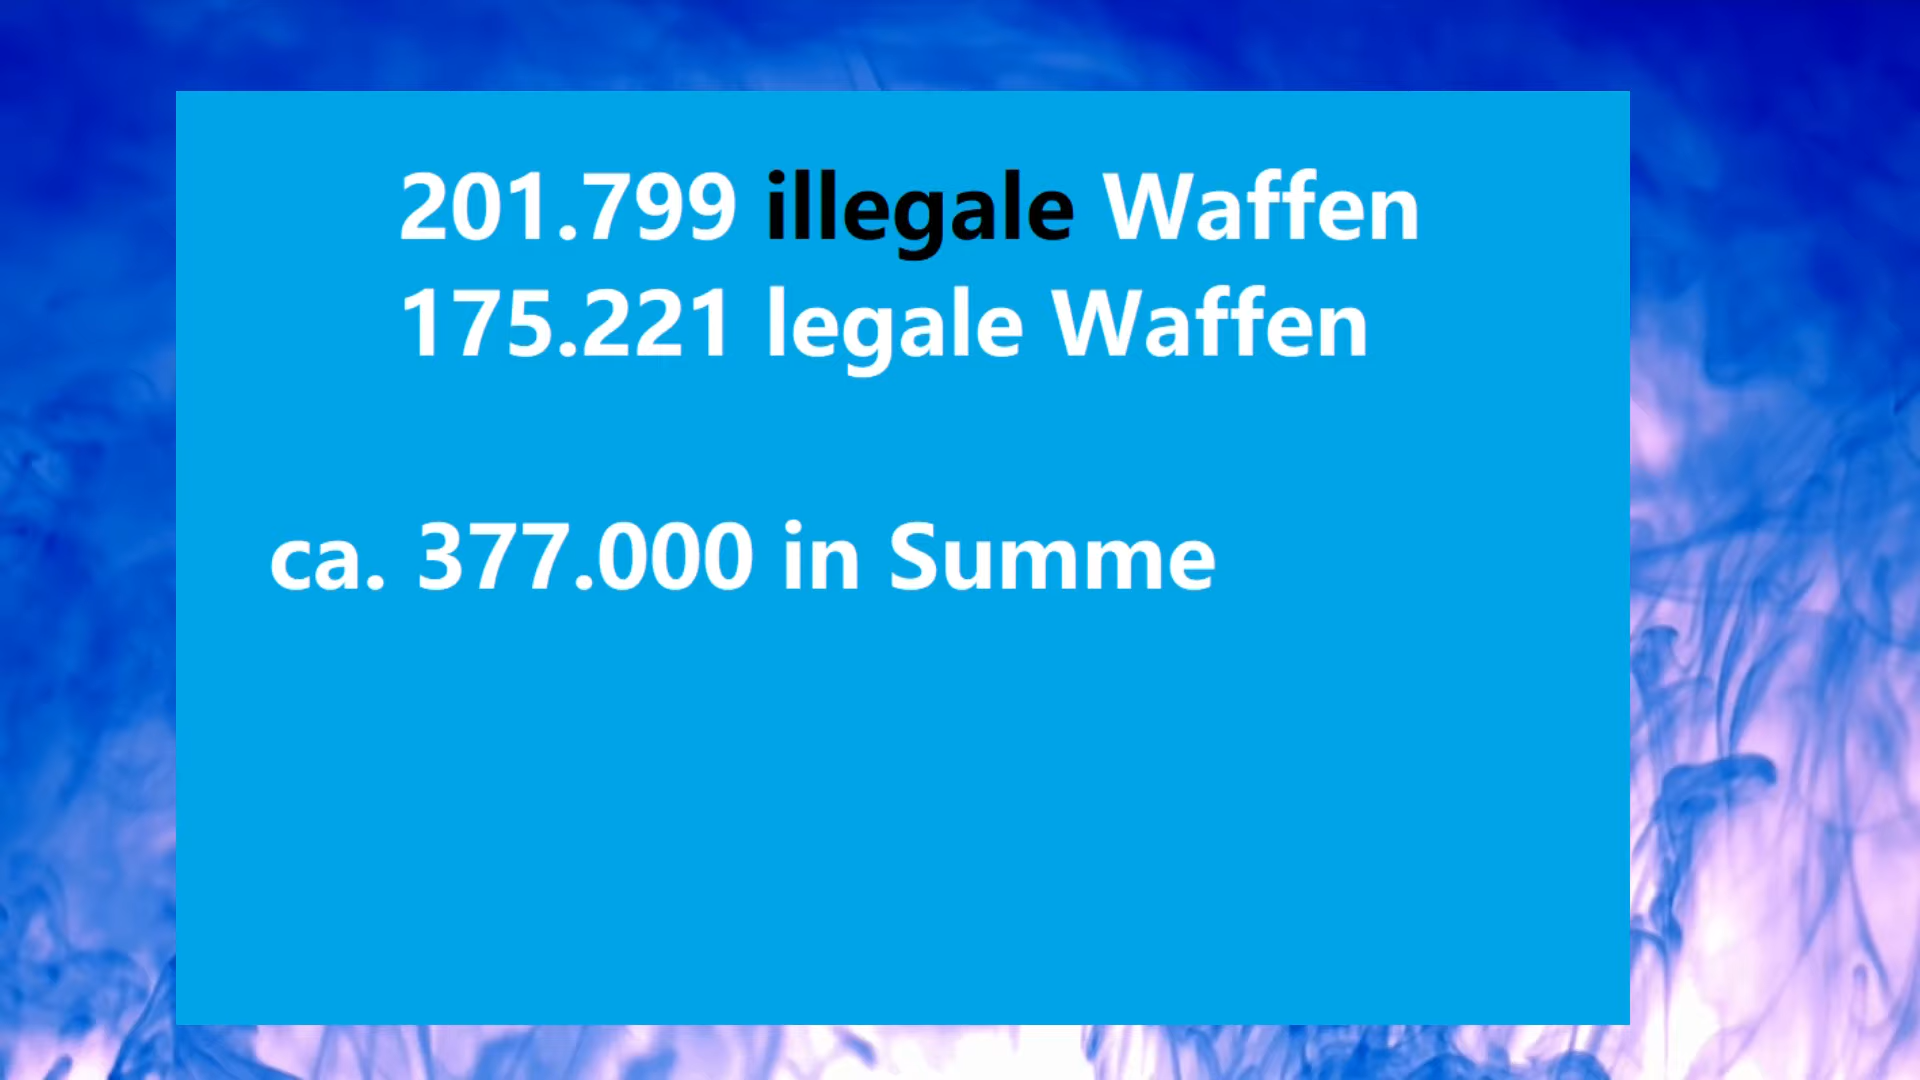 201.799 illegale Waffen
175.221 legale Waffen
ca. 377.000 in Summe